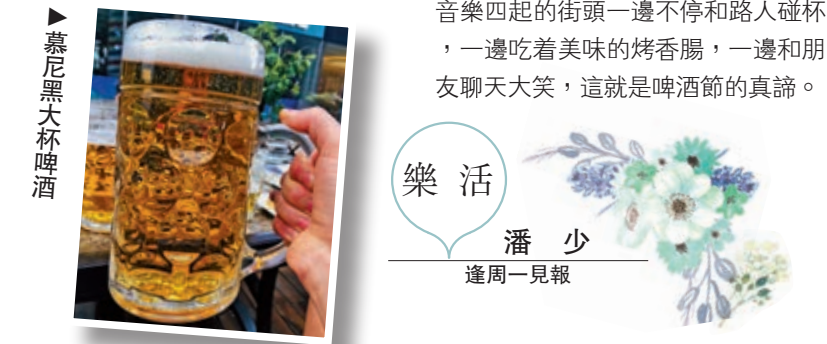 音樂四起的街頭一邊不停和路人碰杯
，一邊吃着美味的烤香腸，一邊和朋
友聊天大笑，這就是啤酒節的真諦。
▶慕尼黑大杯啤酒
樂活
潘少
逢周一見報